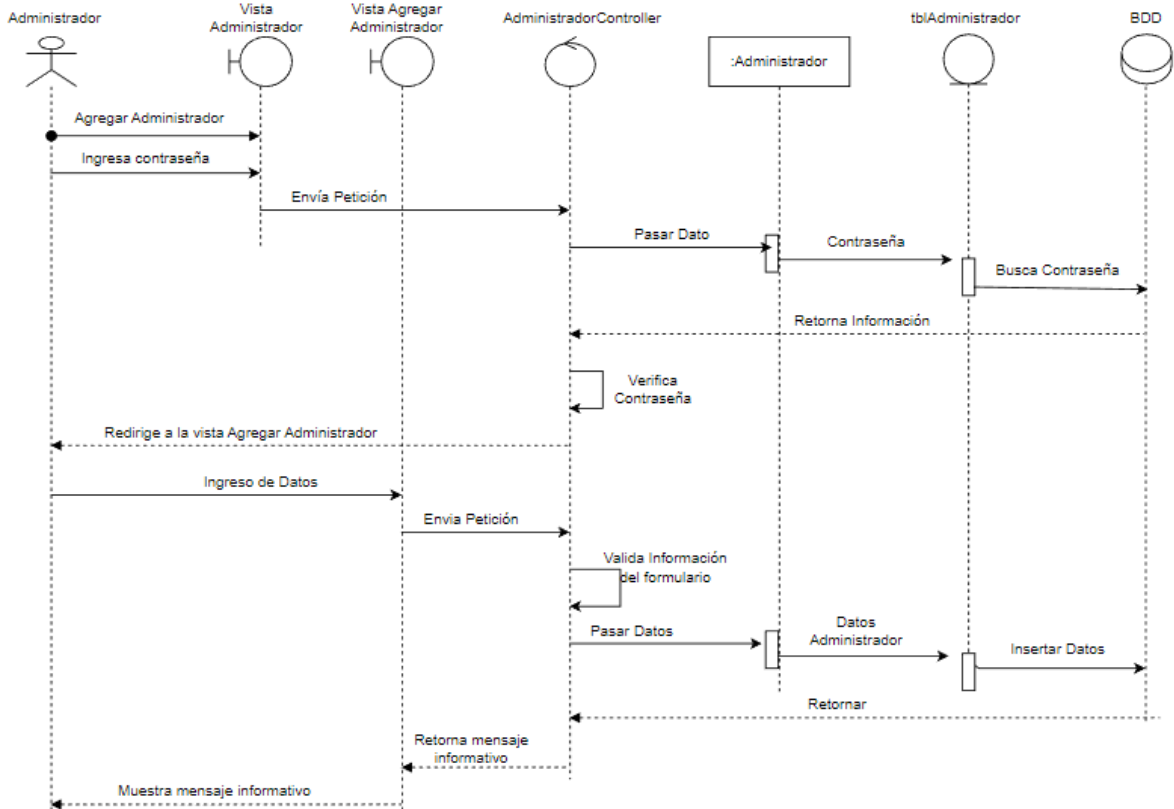 Administrador
Vista
Administrador
Vista Agregar
Administrador
AdministradorController
:Administrador
tblAdministrador
BDD
Agregar Administrador
Ingresa contraseña
Envía Petición
Pasar Dato
Contraseña
Busca Contraseña
Retorna Información
Verifica
Contraseña
Redirige a la vista Agregar Administrador
Ingreso de Datos
Envia Petición
Valida Información
del formulario
Pasar Datos
Datos
Administrador
Insertar Datos
Retornar
Retorna mensaje
informativo
Muestra mensaje informativo